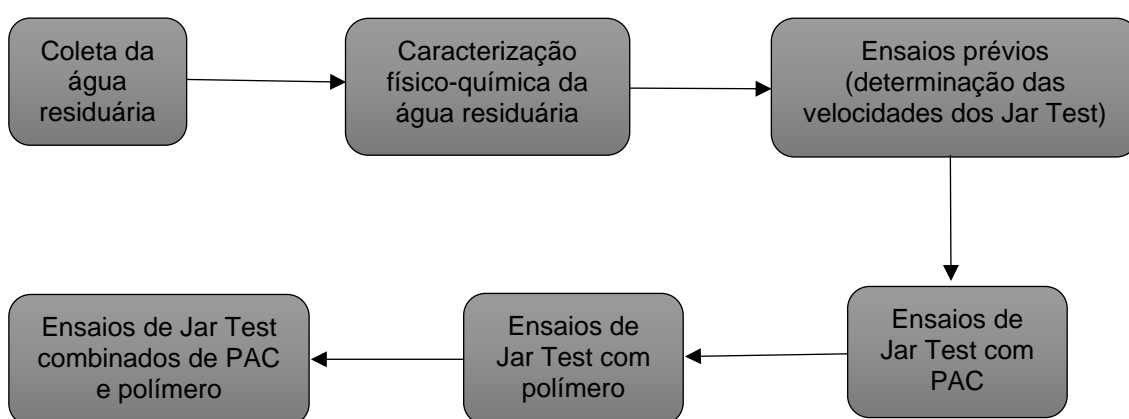 Coleta da
água
residuária
Caracterização
físico-química da
água residuária
Ensaios prévios
(determinação das
velocidades dos Jar Test)
Ensaios de
Jar Test com
PAC
Ensaios de
Jar Test com
polímero
Ensaios de Jar Test
combinados de PAC
e polímero